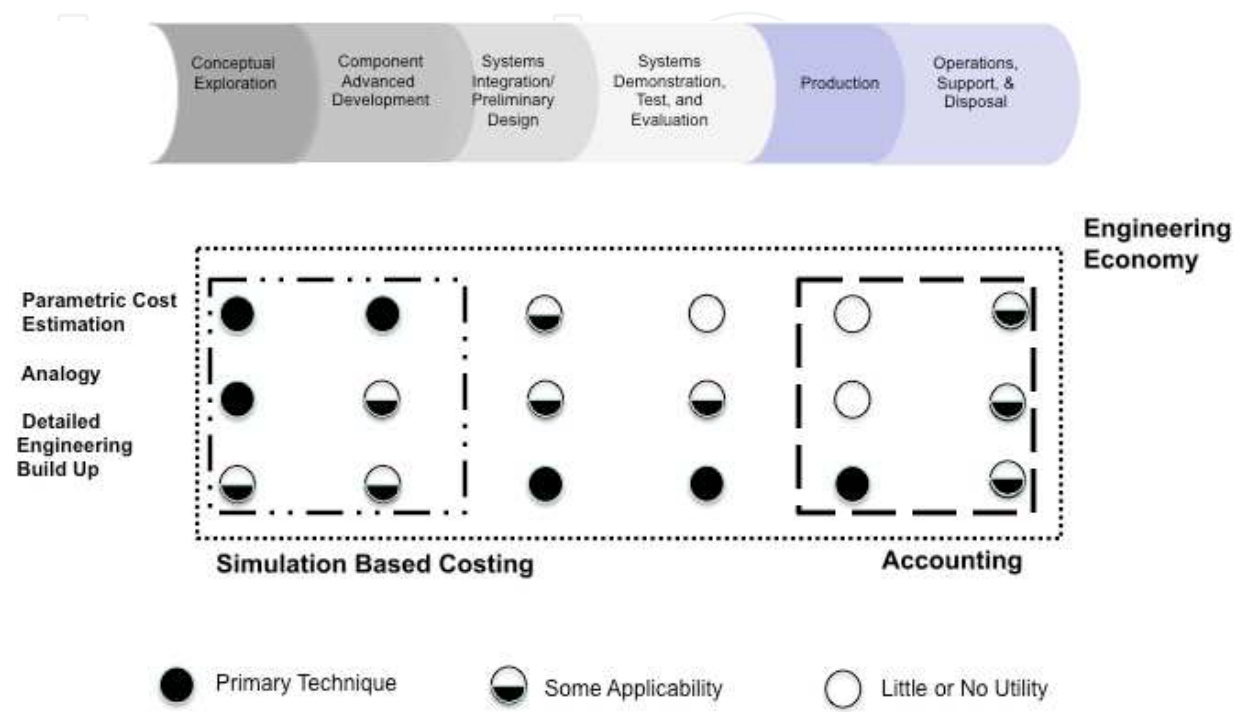 Conceptual
Exploration
Component
Advanced
Development
Systems
Integration/
Preliminary
Design
Systems
Demonstration,
Test, and
Evaluation
Production
Operations,
Support, &
Disposal
Engineering
Economy
Parametric Cost
Estimation
Analogy
Detailed
Engineering
Build Up
Simulation Based Costing
Accounting
Primary Technique
Some Applicability
Little or No Utility